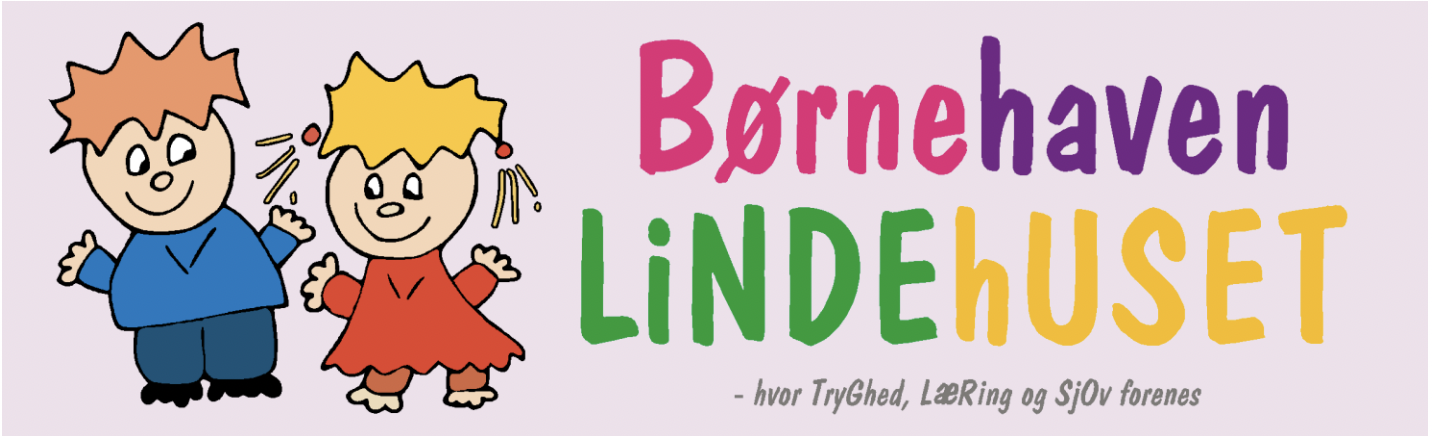 Børnehaven
LiNDEhUSET
- hvor TryGhed, LæRing og SjOv forenes